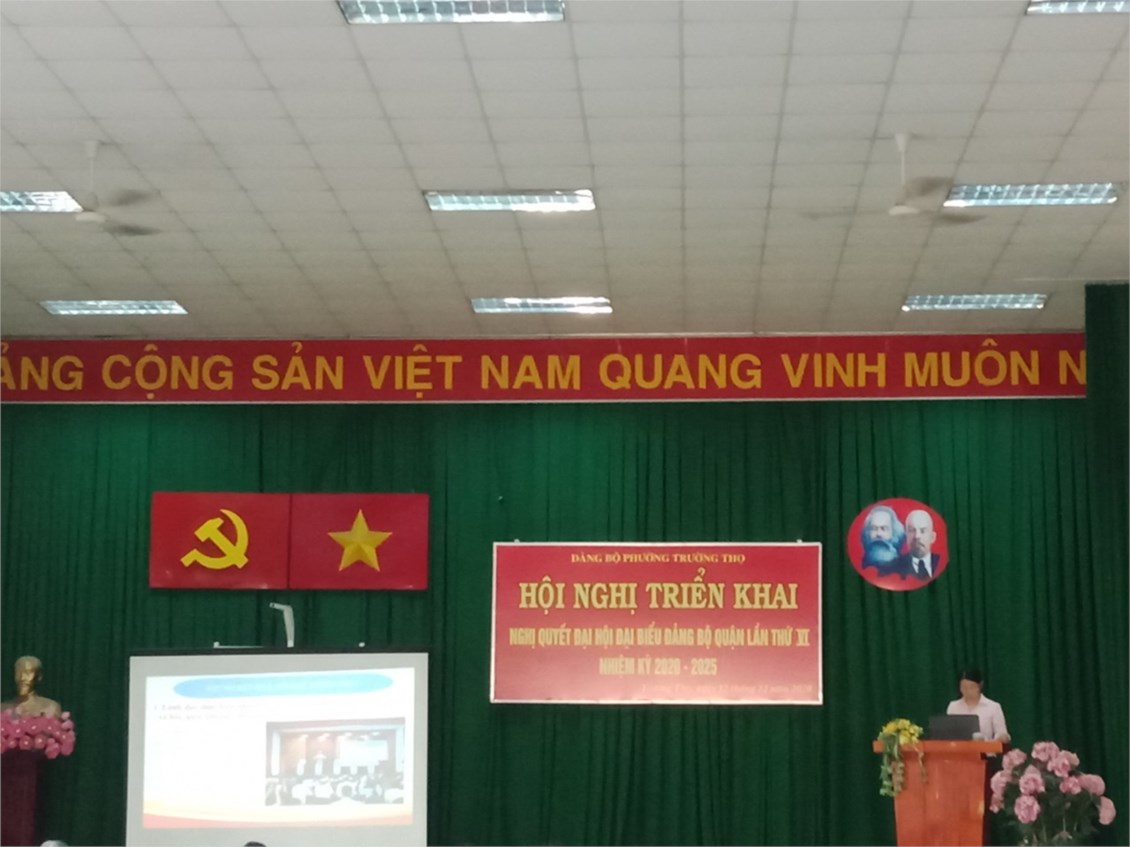 ẢNG CỘNG SẢN VIỆT NAM QUANG VINH MUÔN N
ĐẢNG BỘ PHƯỜNG TRƯỜNG THỌ
HỘI NGHỊ TRIỂN KHAI
NGHỊ QUYẾT ĐẠI HỘI ĐẠI BIỂU ĐẢNG BỘ QUẬN LẦN THỨ VI
NHIỆM KỲ 2020 - 2025